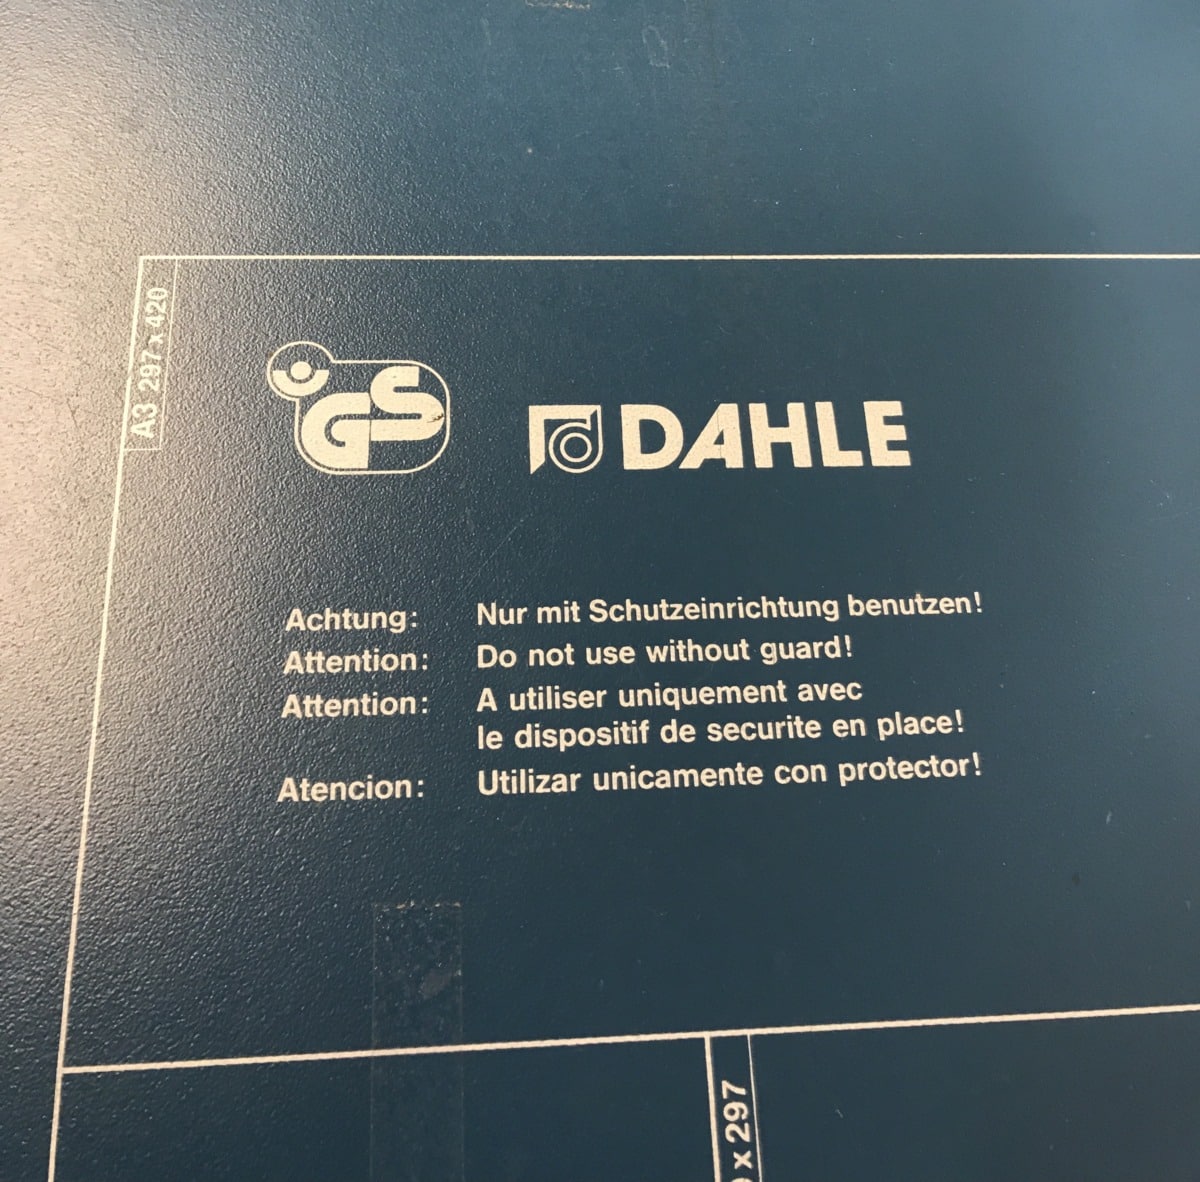 A3 297 x 420
GS
DAHLE
Achtung: Nur mit Schutzeinrichtung benutzen!
Attention: Do not use without guard!
Attention: A utiliser uniquement avec
le dispositif de securite en place!
Atencion: Utilizar unicamente con protector!
x 297